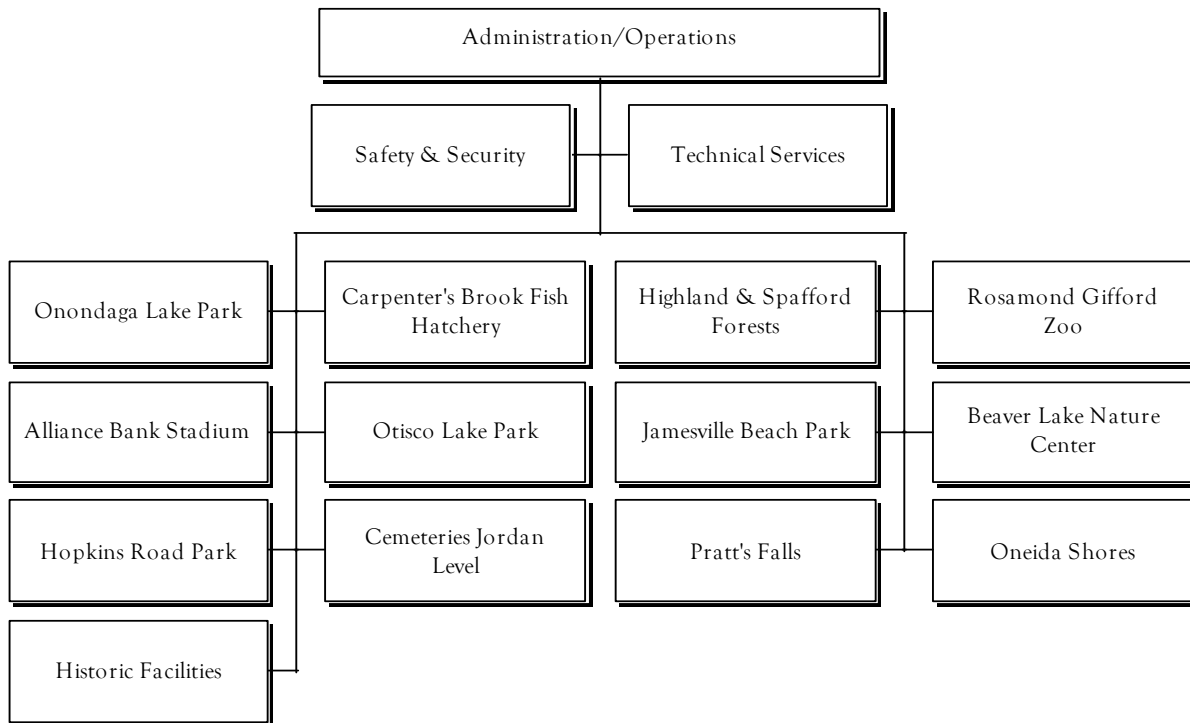 Administration/Operations
Safety & Security
Technical Services
Onondaga Lake Park
Carpenter's Brook Fish
Hatchery
Highland & Spafford
Forests
Rosamond Gifford
Zoo
Alliance Bank Stadium
Otisco Lake Park
Jamesville Beach Park
Beaver Lake Nature
Center
Hopkins Road Park
Cemeteries Jordan
Level
Pratt's Falls
Oneida Shores
Historic Facilities